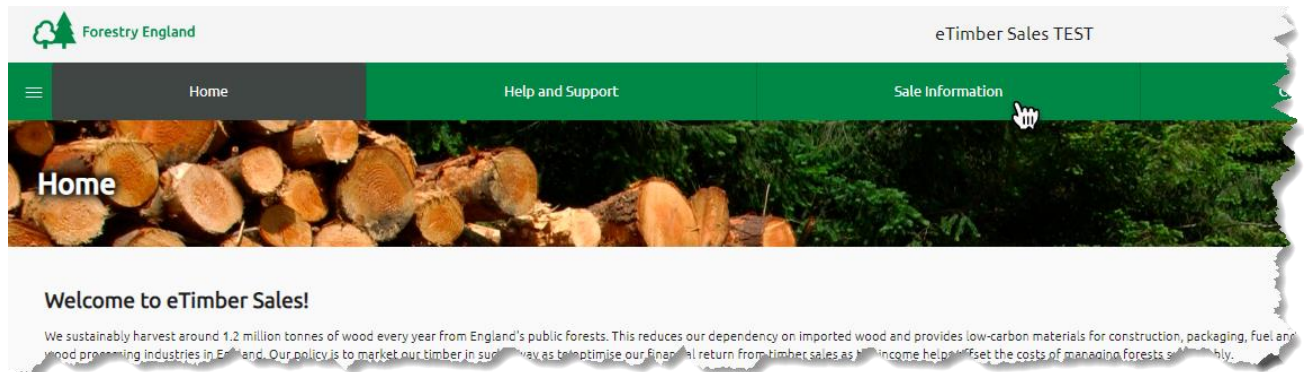 Forestry England
eTimber Sales TEST
Home
Help and Support
Sale Information
Home
Welcome to eTimber Sales!
We sustainably harvest around 1.2 million tonnes of wood every year from England's public forests. This reduces our dependency on imported wood and provides low-carbon materials for construction, packaging, fuel and
wood processing industries in England. Our policy is to market our timber in such way as to optimise our financial return from timber sales as income helps offset the costs of managing forests